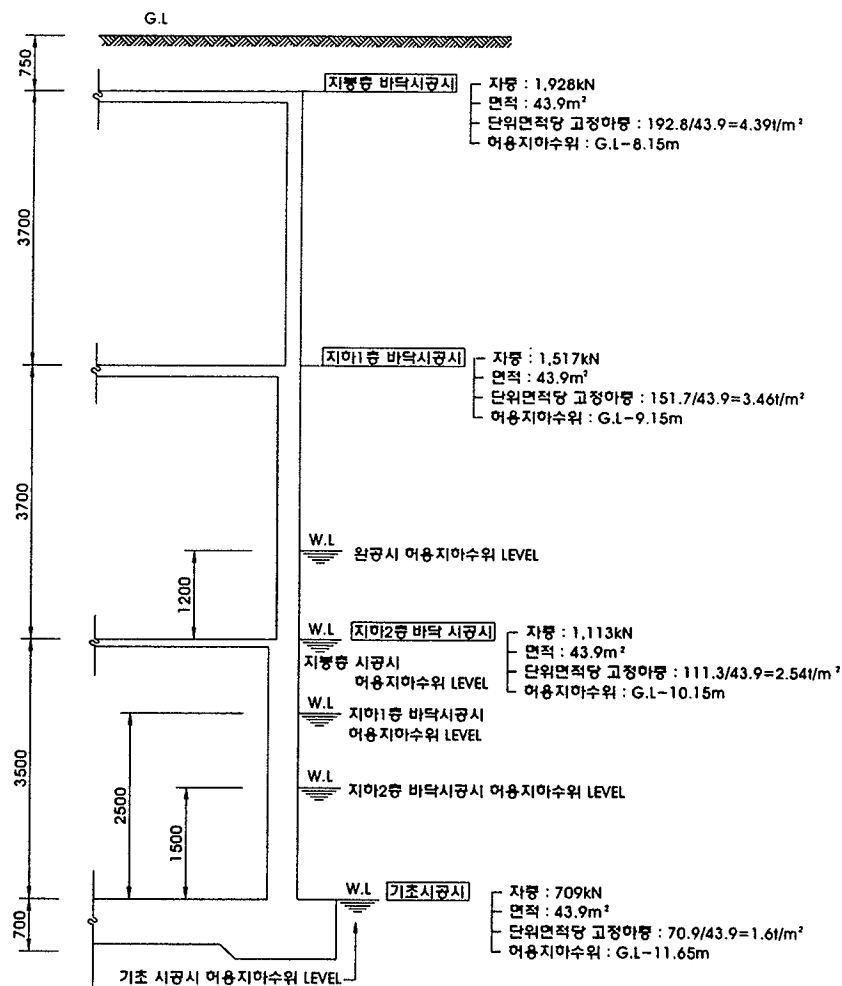 G.L
750
지붕층 바닥시공시
자중 : 1,928kN
면적 : 43.9m²
단위면적당 고정하중 : 192.8/43.9=4.39t/m²
허용지하수위 : G.L-8.15m
3700
지하1층 바닥시공시
자중 : 1,517kN
면적 : 43.9m²
단위면적당 고정하중 : 151.7/43.9=3.46t/m²
허용지하수위 : G.L-9.15m
3700
W.L
완공시 허용지하수위 LEVEL
1200
W.L
지하2층 바닥 시공시
자중 : 1,113kN
면적 : 43.9m²
단위면적당 고정하중 : 111.3/43.9=2.54t/m²
허용지하수위 : G.L-10.15m
지붕층 시공시
허용지하수위 LEVEL
W.L
지하1층 바닥시공시
허용지하수위 LEVEL
3500
2500
W.L
지하2층 바닥시공시 허용지하수위 LEVEL
1500
W.L
기초시공시
자중 : 709kN
면적 : 43.9m²
단위면적당 고정하중 : 70.9/43.9=1.6t/m²
허용지하수위 : G.L-11.65m
700
기초 시공시 허용지하수위 LEVEL